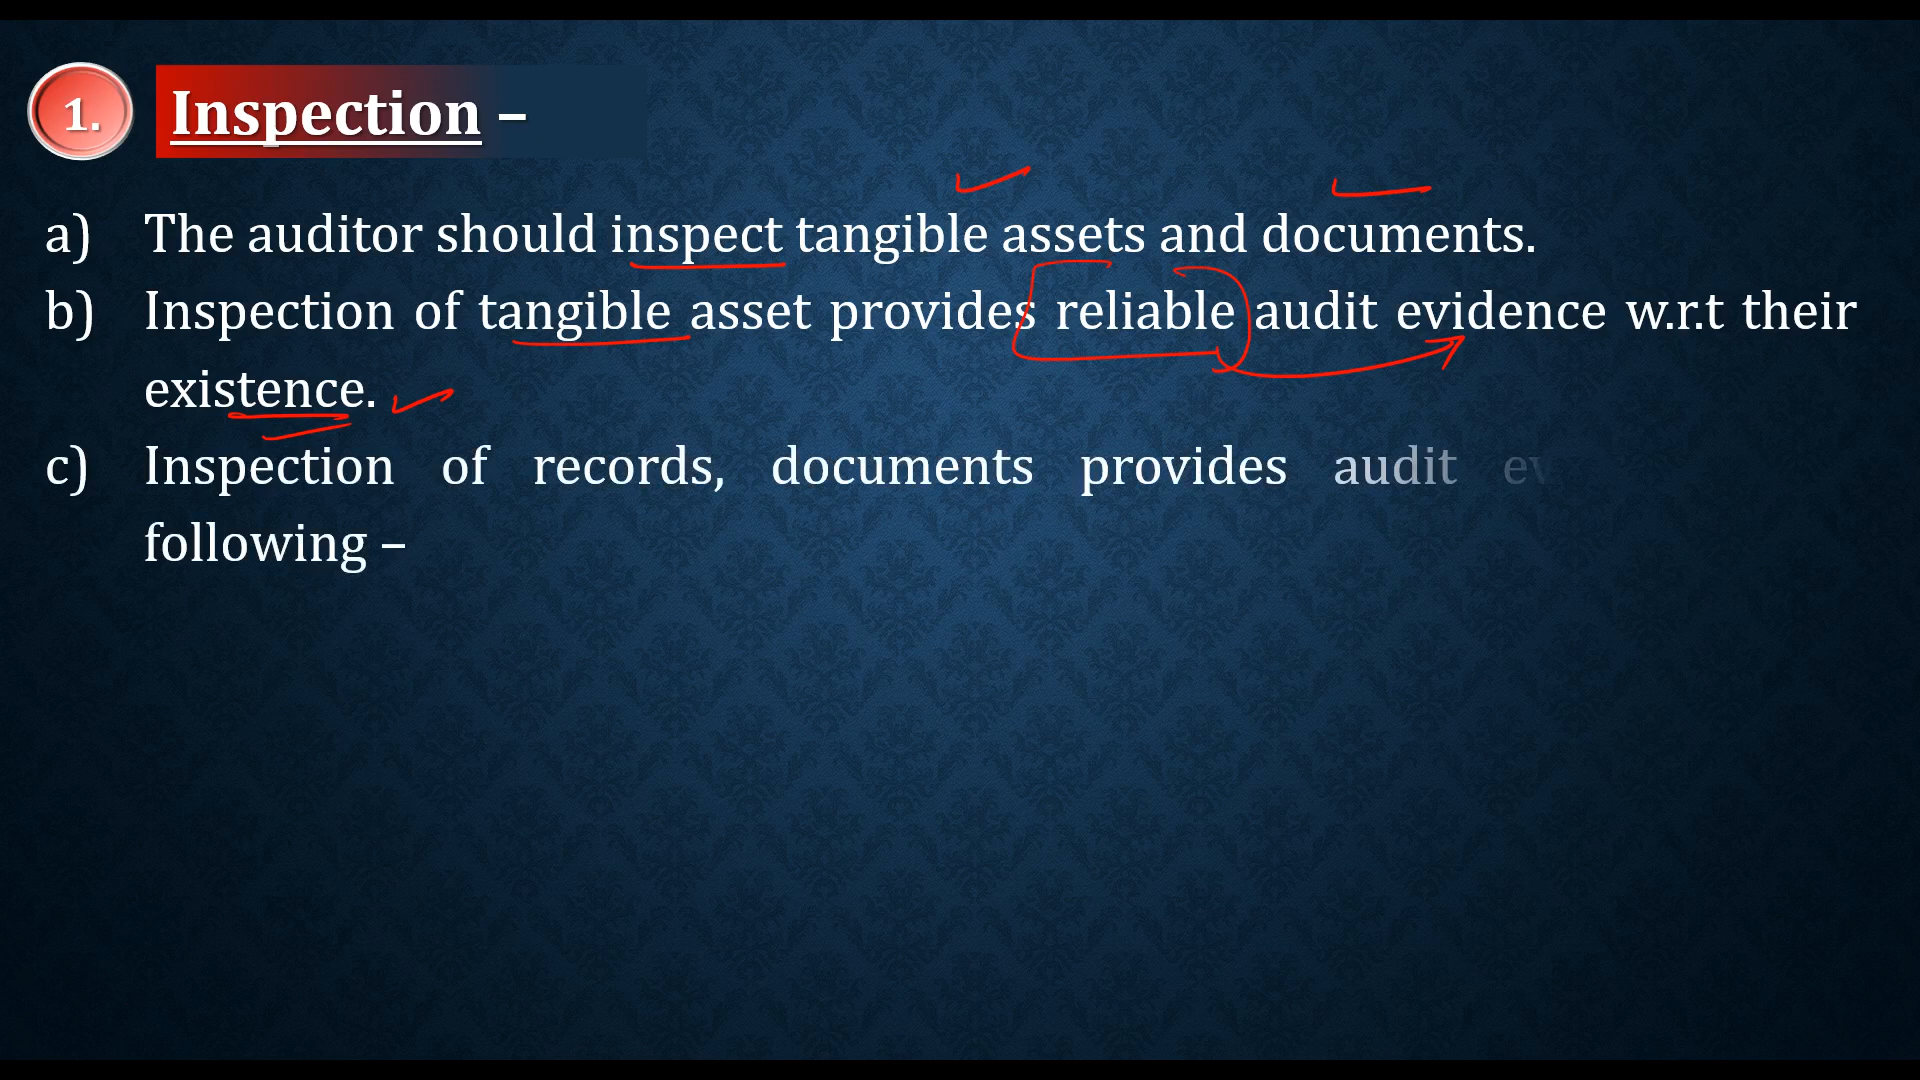 1. Inspection –
a) The auditor should inspect tangible assets and documents.
b) Inspection of tangible asset provides reliable audit evidence w.r.t their
existence.
c) Inspection of records, documents provides audit ev
following –